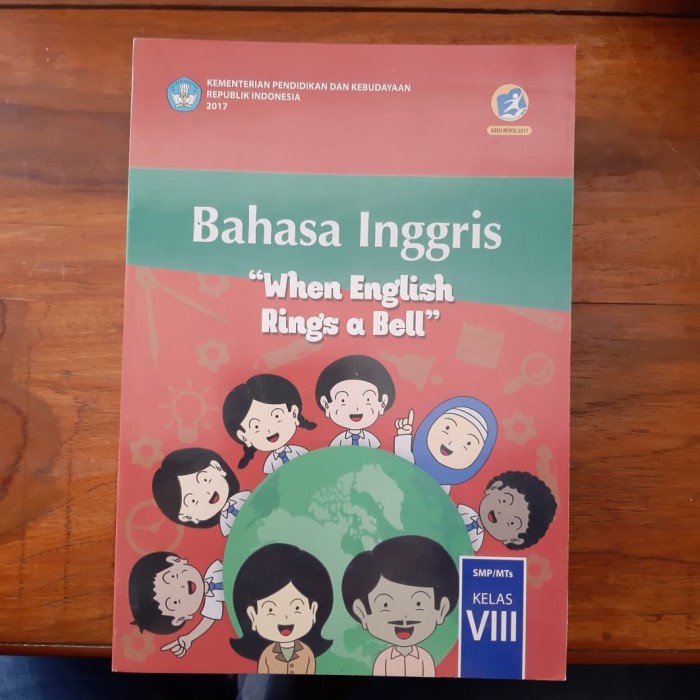 KEMENTERIAN PENDIDIKAN DAN KEBUDAYAAN
REPUBLIK INDONESIA
2017
EDISI REVISI 2017
Bahasa Inggris
“When English
Rings a Bell”
SMP/MTs
KELAS
VIII